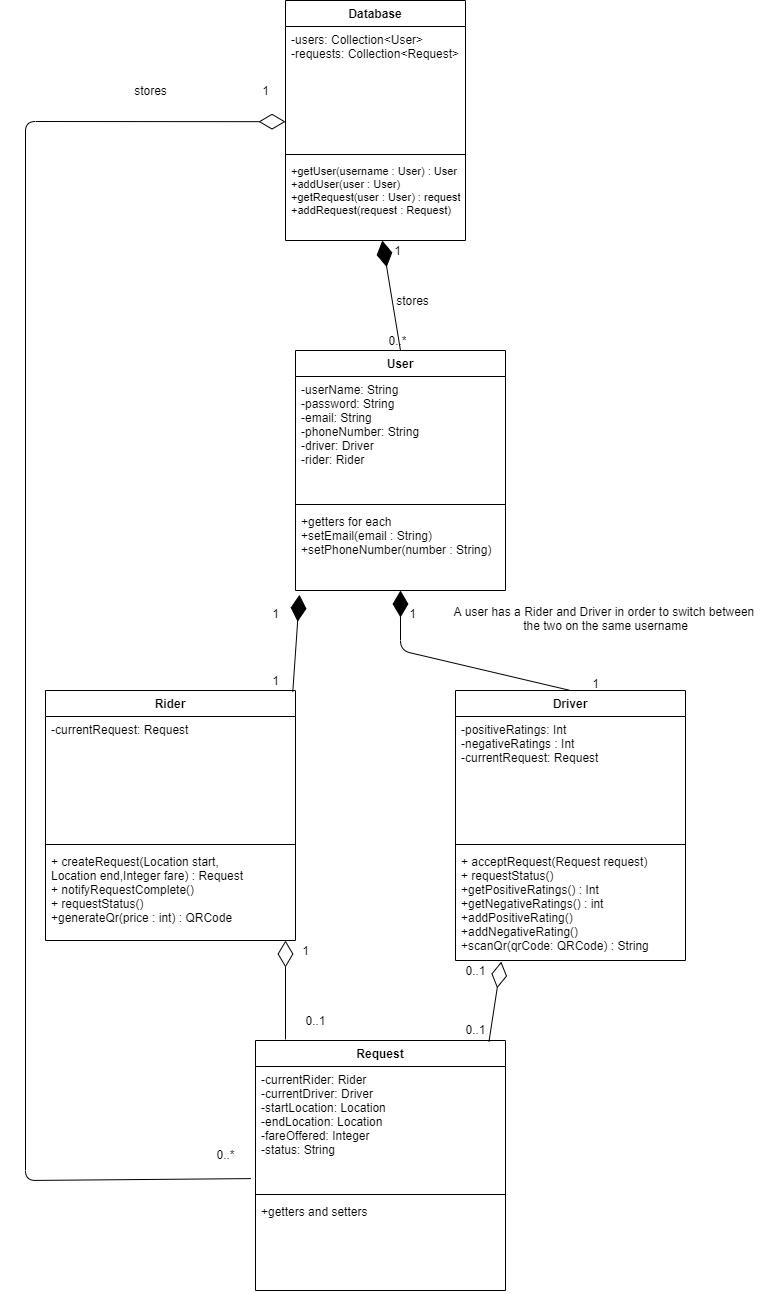 Database
-users: Collection<User>
-requests: Collection<Request>
stores
1
+getUser(username : User) : User
+addUser(user : User)
+getRequest(user : User) : request
+addRequest(request : Request)
1
stores
0..*
User
-userName: String
-password: String
-email: String
-phoneNumber: String
-driver: Driver
-rider: Rider
+getters for each
+setEmail(email : String)
+setPhoneNumber(number : String)
1
1
A user has a Rider and Driver in order to switch between
the two on the same username
1
1
Rider
-currentRequest: Request
+ createRequest(Location start,
Location end,Integer fare) : Request
+ notifyRequestComplete()
+ requestStatus()
+generateQr(price : int) : QRCode
Driver
-positiveRatings: Int
-negativeRatings : Int
-currentRequest: Request
+ acceptRequest(Request request)
+ requestStatus()
+getPositiveRatings() : Int
+getNegativeRatings() : int
+addPositiveRating()
+addNegativeRating()
+scanQr(qrCode: QRCode) : String
1
0..1
0..1
0..1
Request
-currentRider: Rider
-currentDriver: Driver
-startLocation: Location
-endLocation: Location
-fareOffered: Integer
-status: String
0..*
+getters and setters